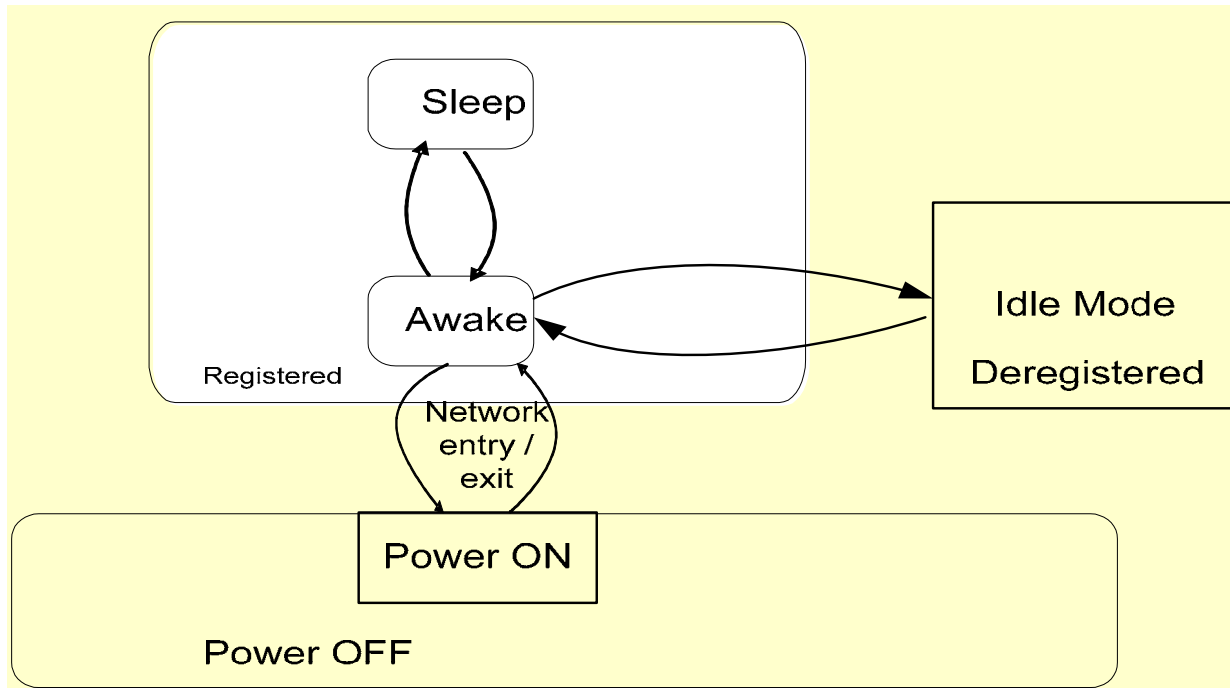 Sleep
Awake
Registered
Idle Mode
Deregistered
Network
entry /
exit
Power ON
Power OFF